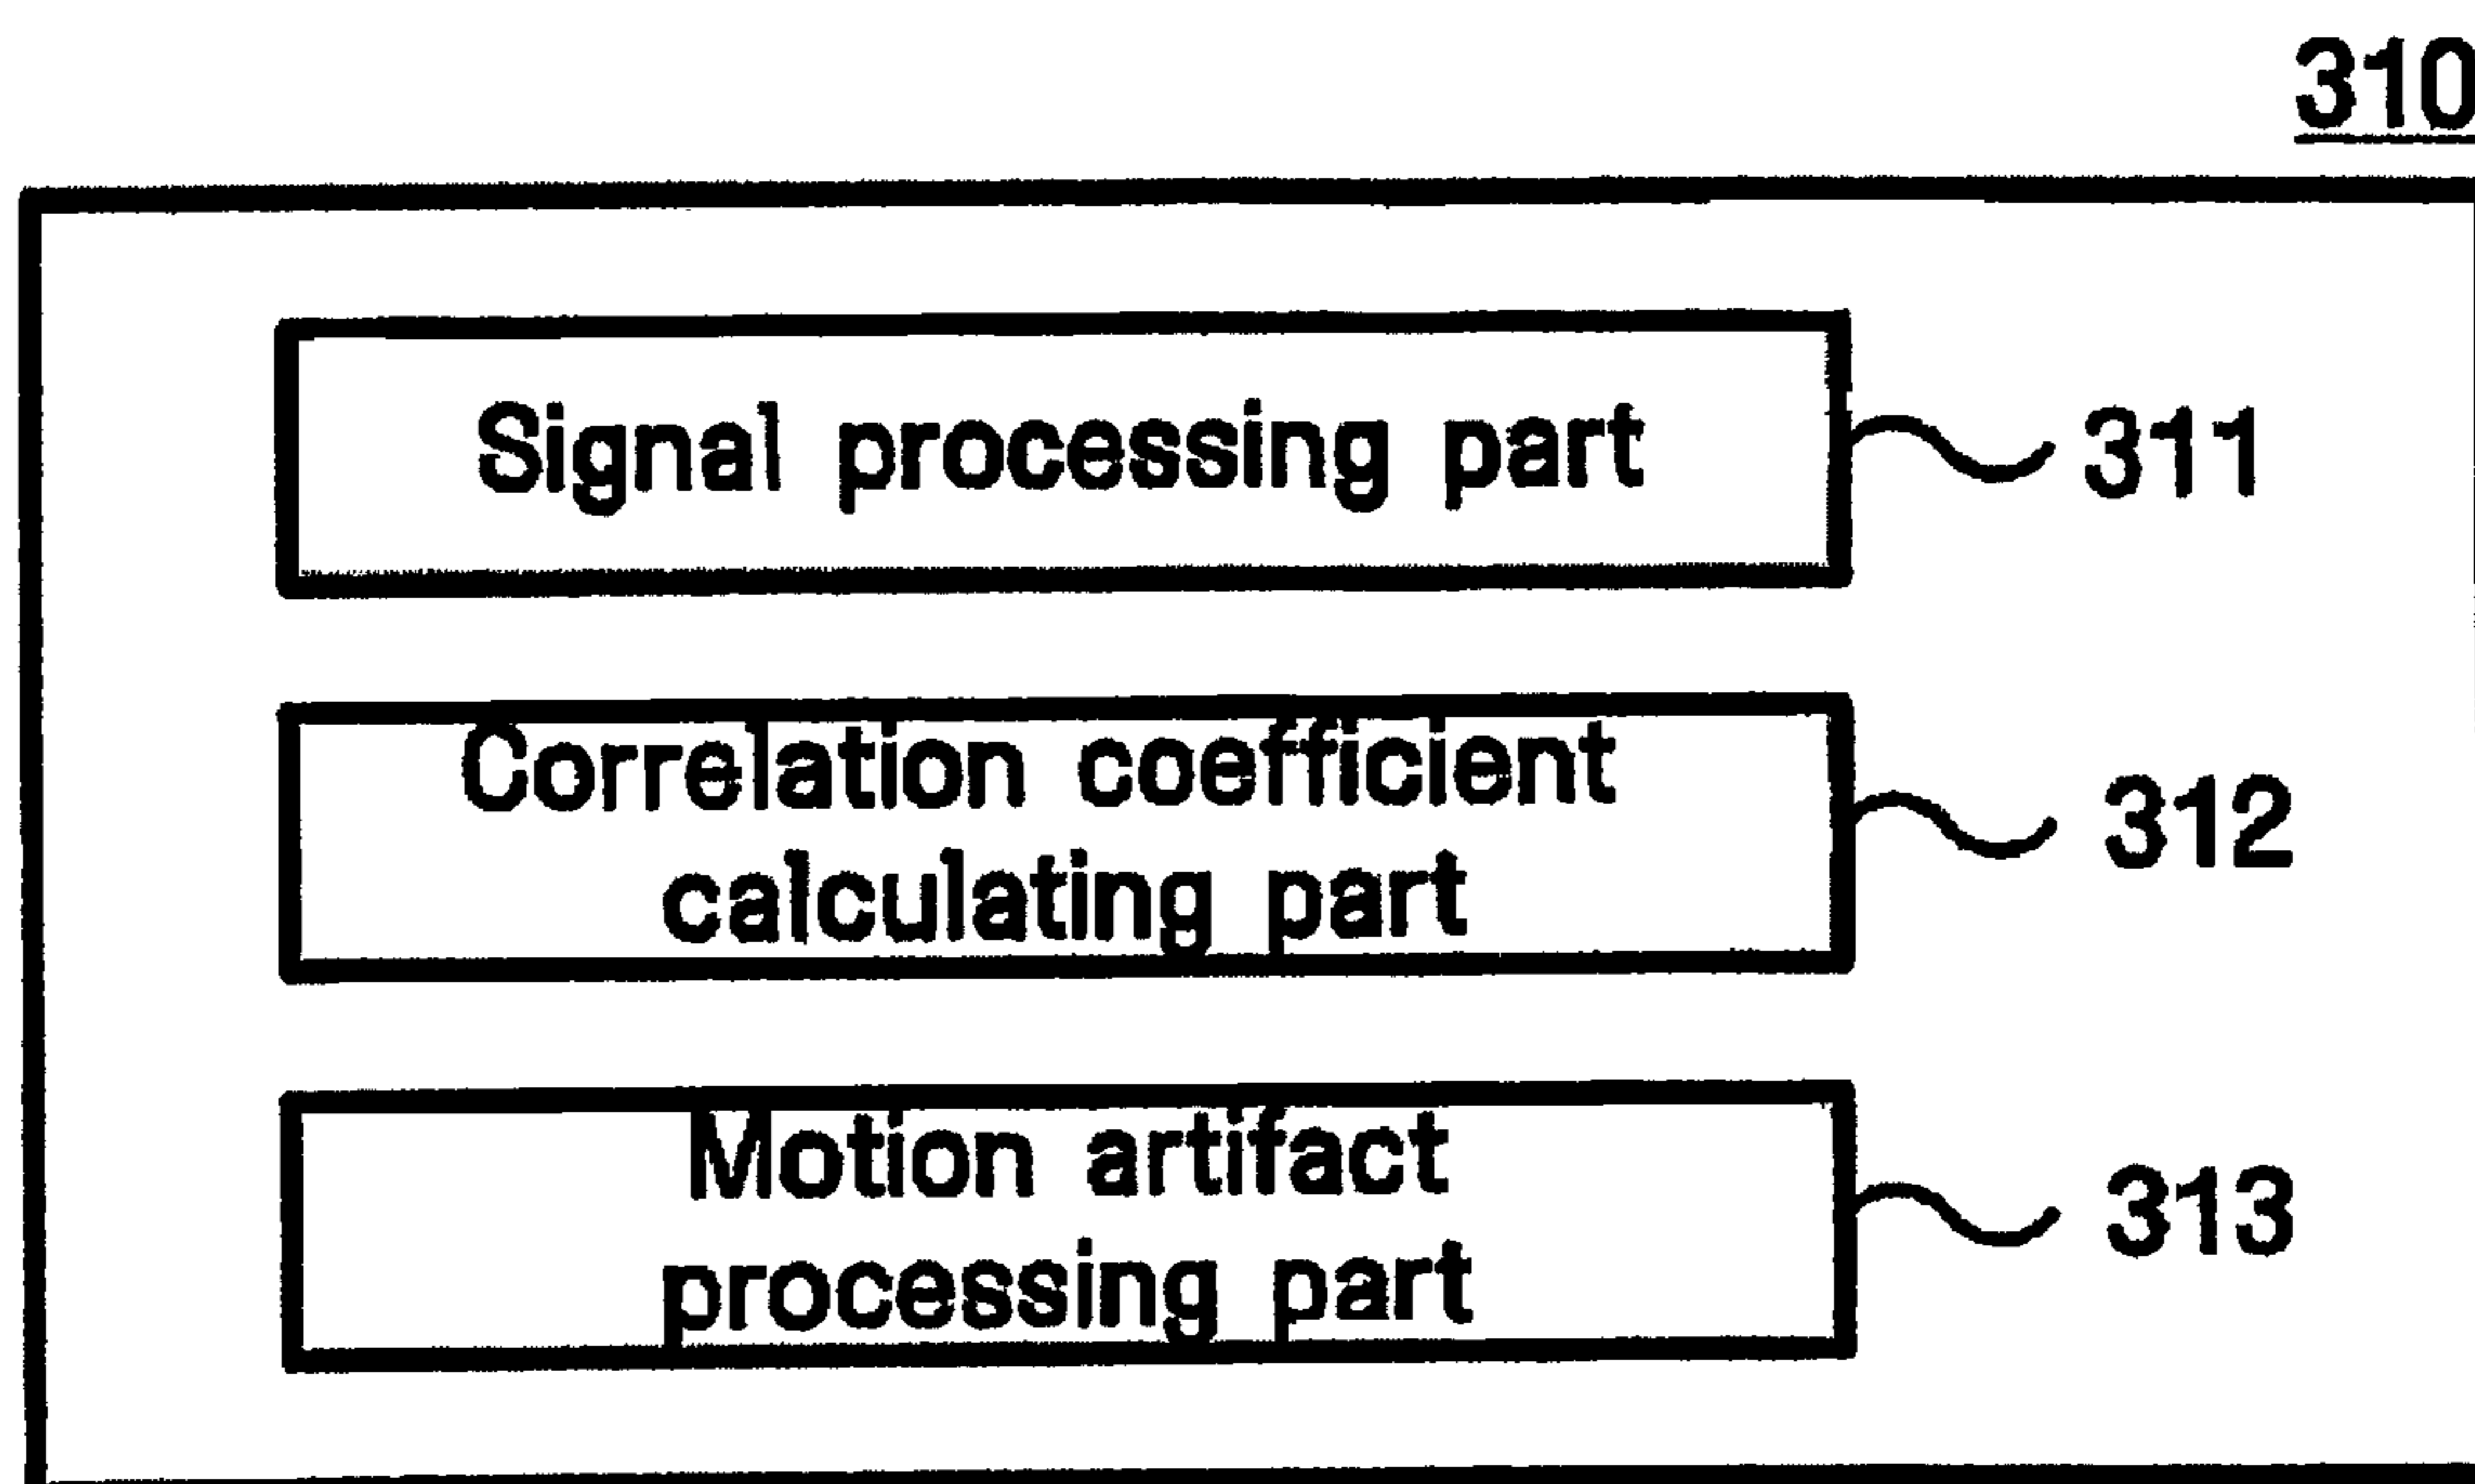 310
Signal processing part
311
Correlation coefficient
calculating part
312
Motion artifact
processing part
313